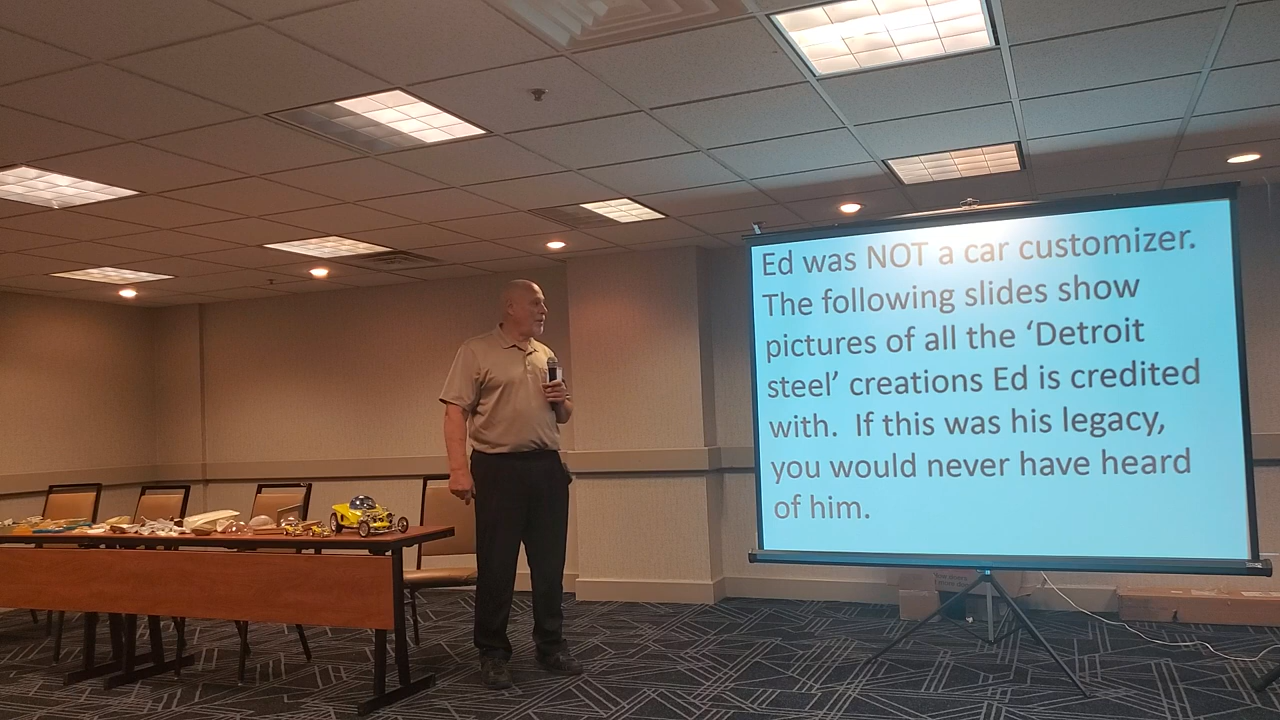 Ed was NOT a car customizer.
The following slides show
pictures of all the ‘Detroit
steel’ creations Ed is credited
with.  If this was his legacy,
you would never have heard
of him.